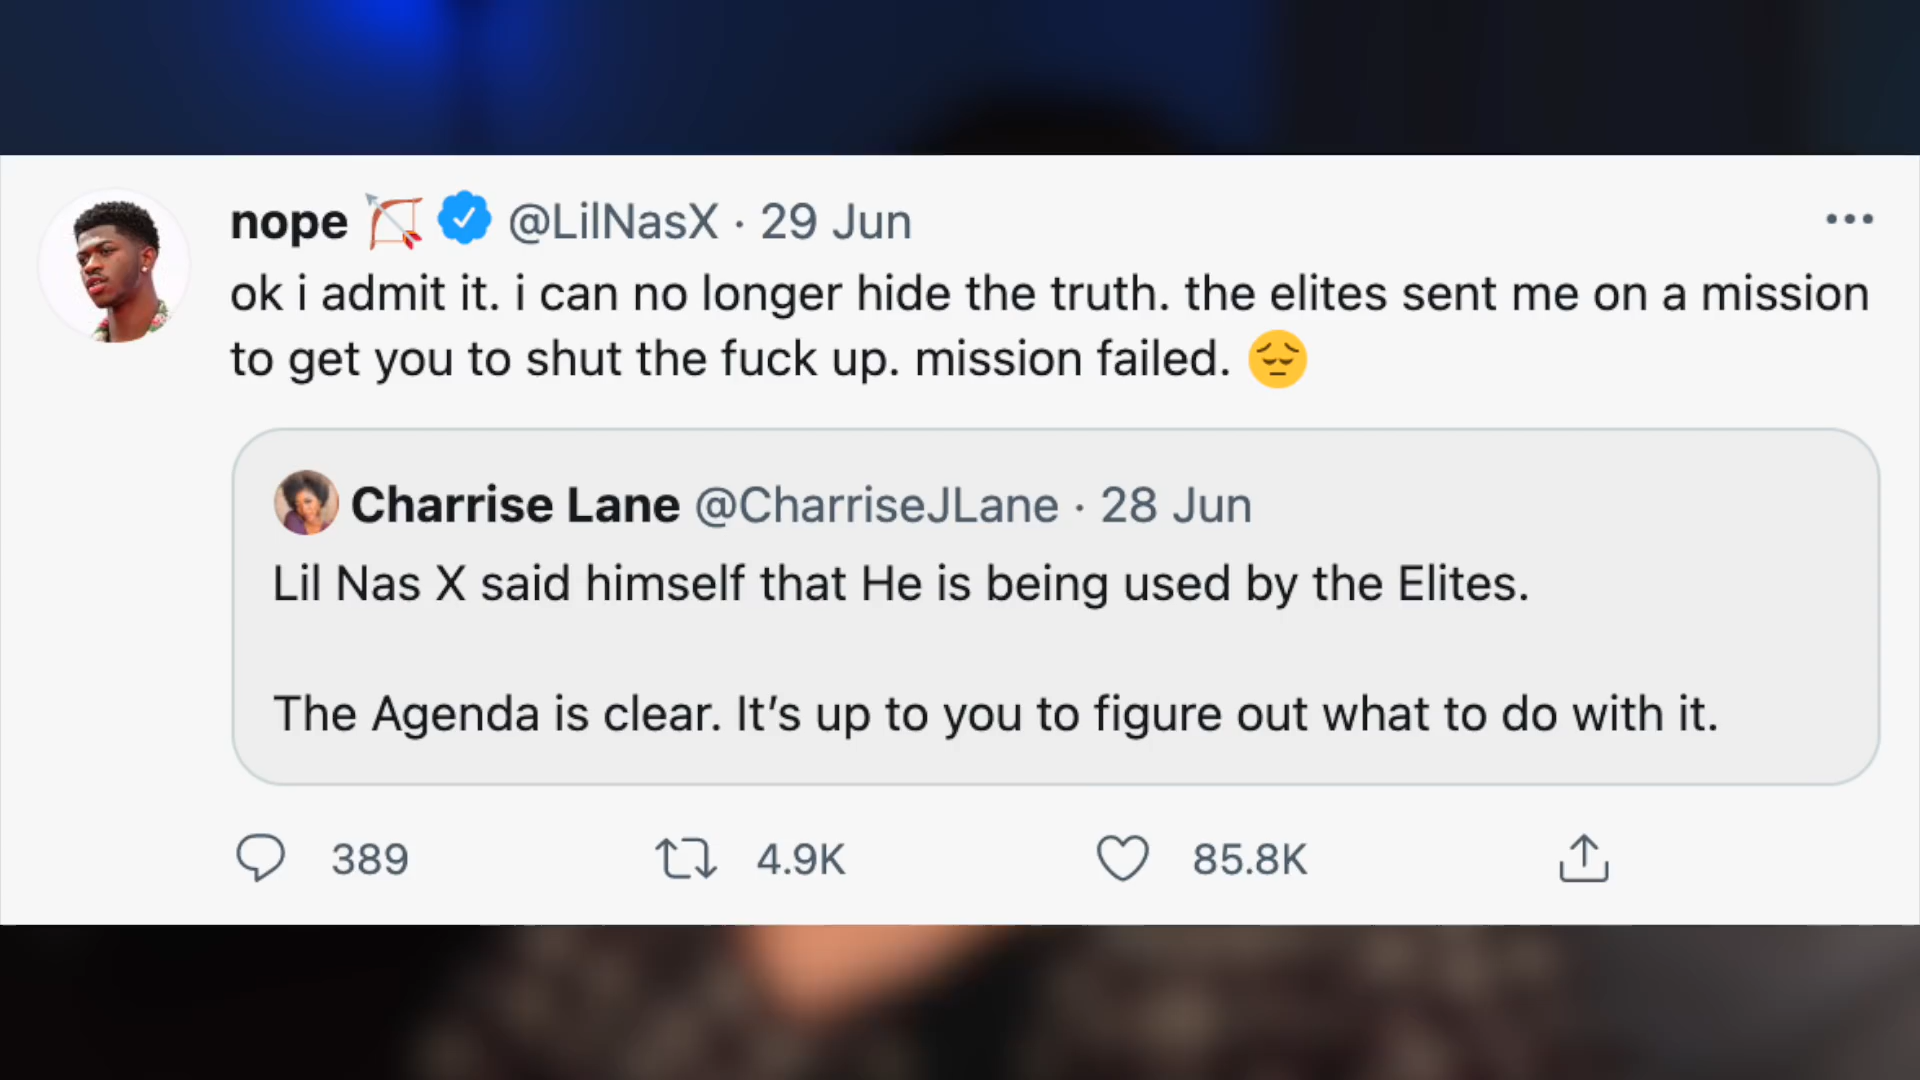 nope 🏹 @LilNasX · 29 Jun
ok i admit it. i can no longer hide the truth. the elites sent me on a mission
to get you to shut the fuck up. mission failed. 😔
Charrise Lane @CharriseJLane · 28 Jun
Lil Nas X said himself that He is being used by the Elites.
The Agenda is clear. It’s up to you to figure out what to do with it.
389 4.9K 85.8K